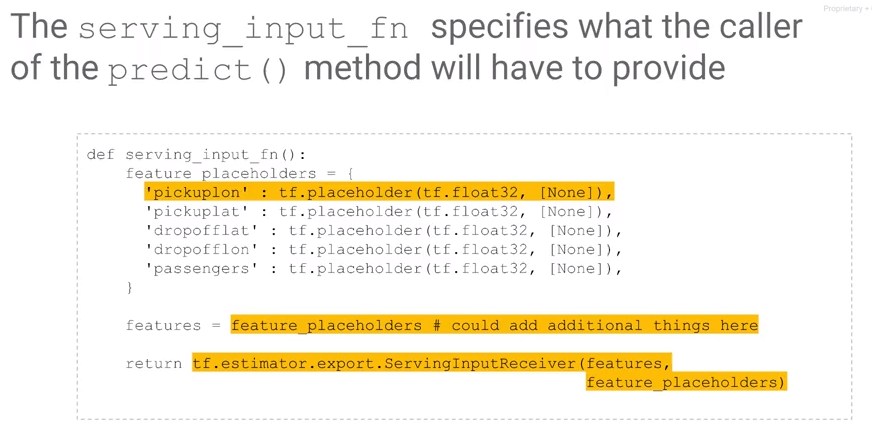 Proprietary +
The serving_input_fn specifies what the caller
of the predict() method will have to provide
def serving_input_fn():
feature_placeholders = {
'pickuplon' : tf.placeholder(tf.float32, [None]),
'pickuplat' : tf.placeholder(tf.float32, [None]),
'dropofflat' : tf.placeholder(tf.float32, [None]),
'dropofflon' : tf.placeholder(tf.float32, [None]),
'passengers' : tf.placeholder(tf.float32, [None]),
}
features = feature_placeholders # could add additional things here
return tf.estimator.export.ServingInputReceiver(features,
feature_placeholders)